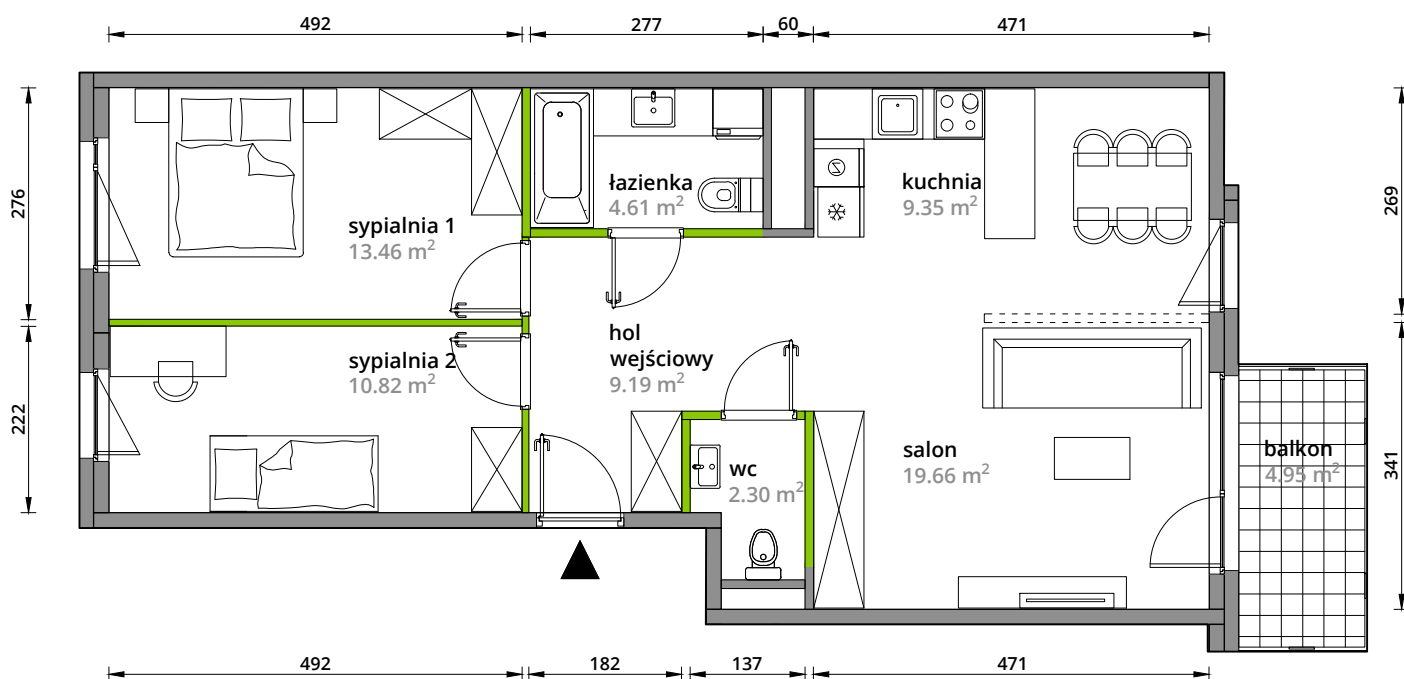 492
277
60
471
276
222
269
341
sypialnia 1
13.46 m²
łazienka
4.61 m²
kuchnia
9.35 m²
sypialnia 2
10.82 m²
hol
wejściowy
9.19 m²
wc
2.30 m²
salon
19.66 m²
balkon
4.95 m²
492
182
137
471